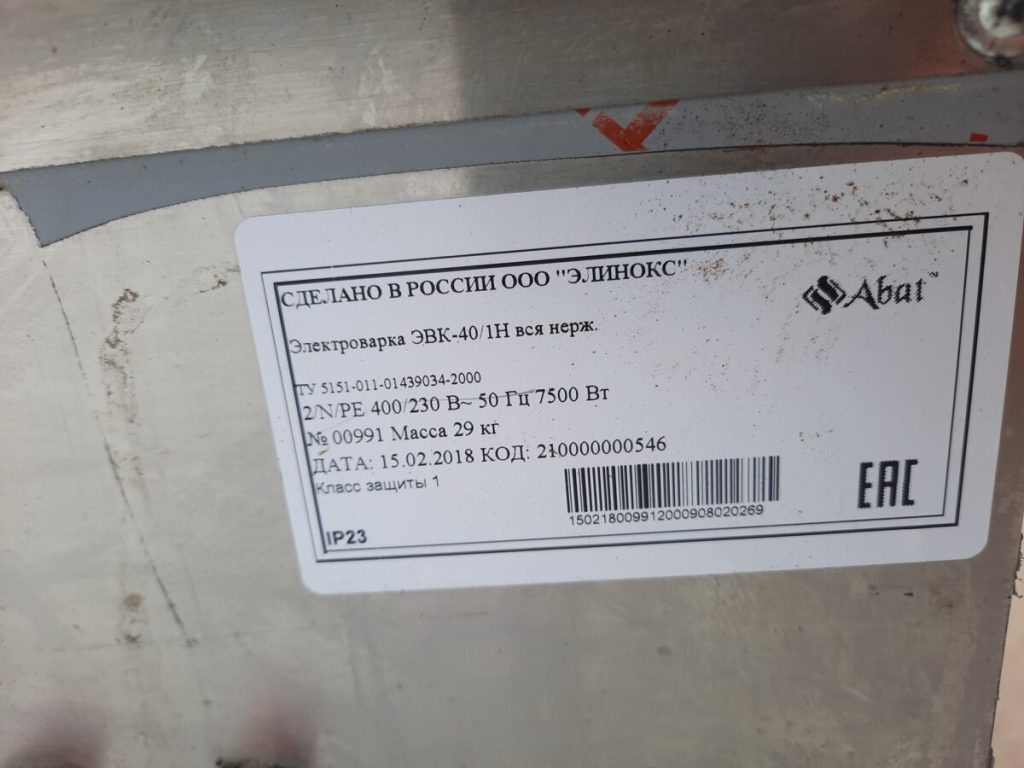 СДЕЛАНО В РОССИИ ООО "ЭЛИНОКС"
Abat™
Электроварка ЭВК-40/1Н вся нерж.
ТУ 5151-011-01439034-2000
2/N/PE 400/230 В~ 50 Гц 7500 Вт
№ 00991 Масса 29 кг
ДАТА: 15.02.2018 КОД: 210000000546
Класс защиты 1
150218009912000908020269
EAC
IP23